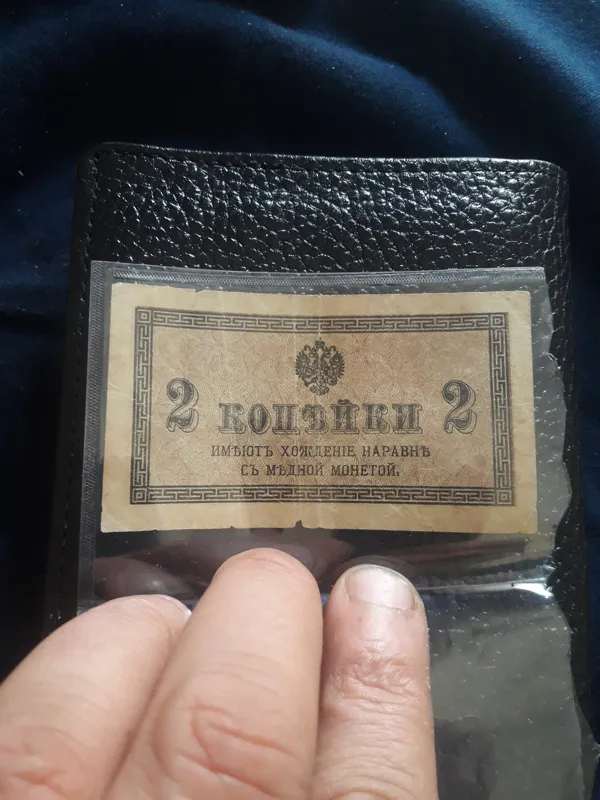 2 КОПѢЙКИ 2
ИМѢЮТЪ ХОЖДЕНІЕ НАРАВНѢ
СЪ МѢДНОЙ МОНЕТОЙ.